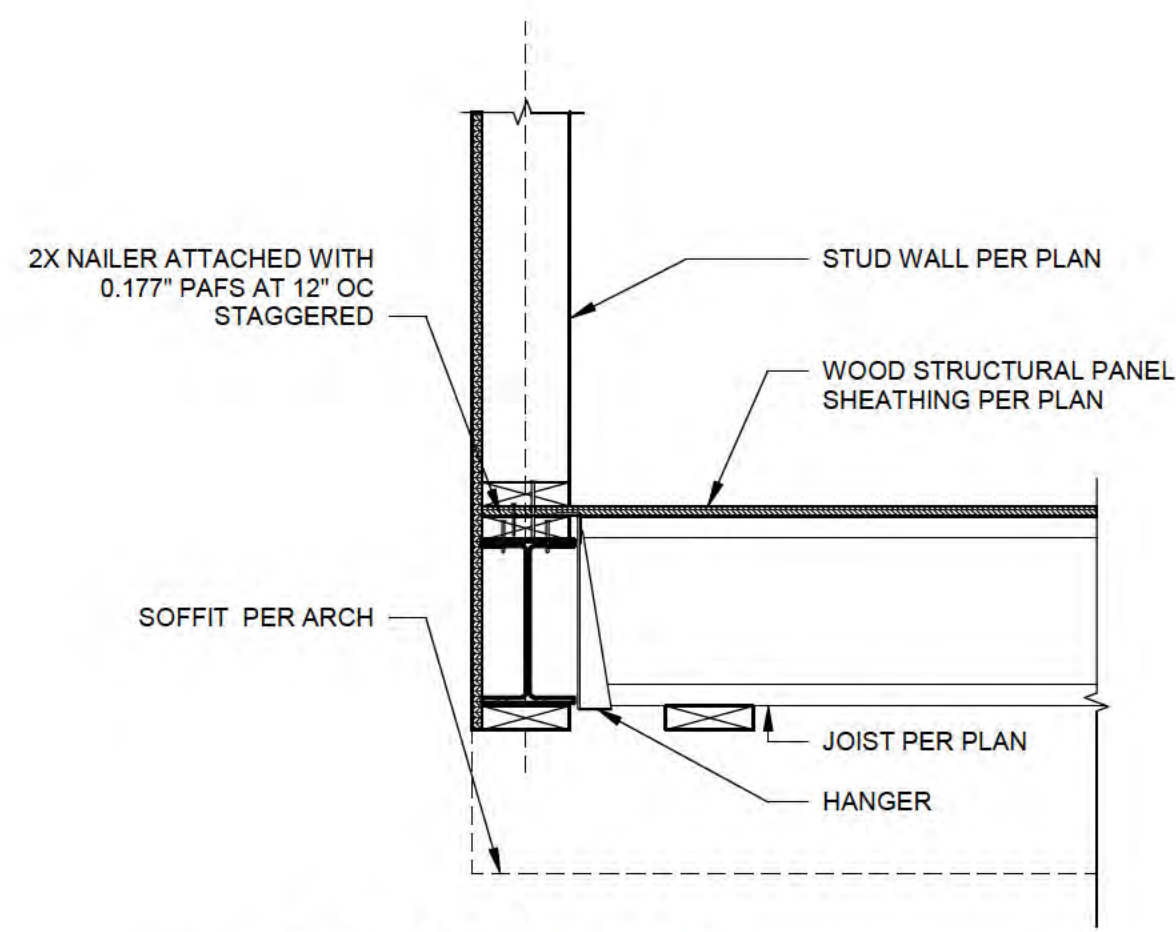 2X NAILER ATTACHED WITH
0.177" PAFS AT 12" OC
STAGGERED
STUD WALL PER PLAN
WOOD STRUCTURAL PANEL
SHEATHING PER PLAN
SOFFIT PER ARCH
JOIST PER PLAN
HANGER